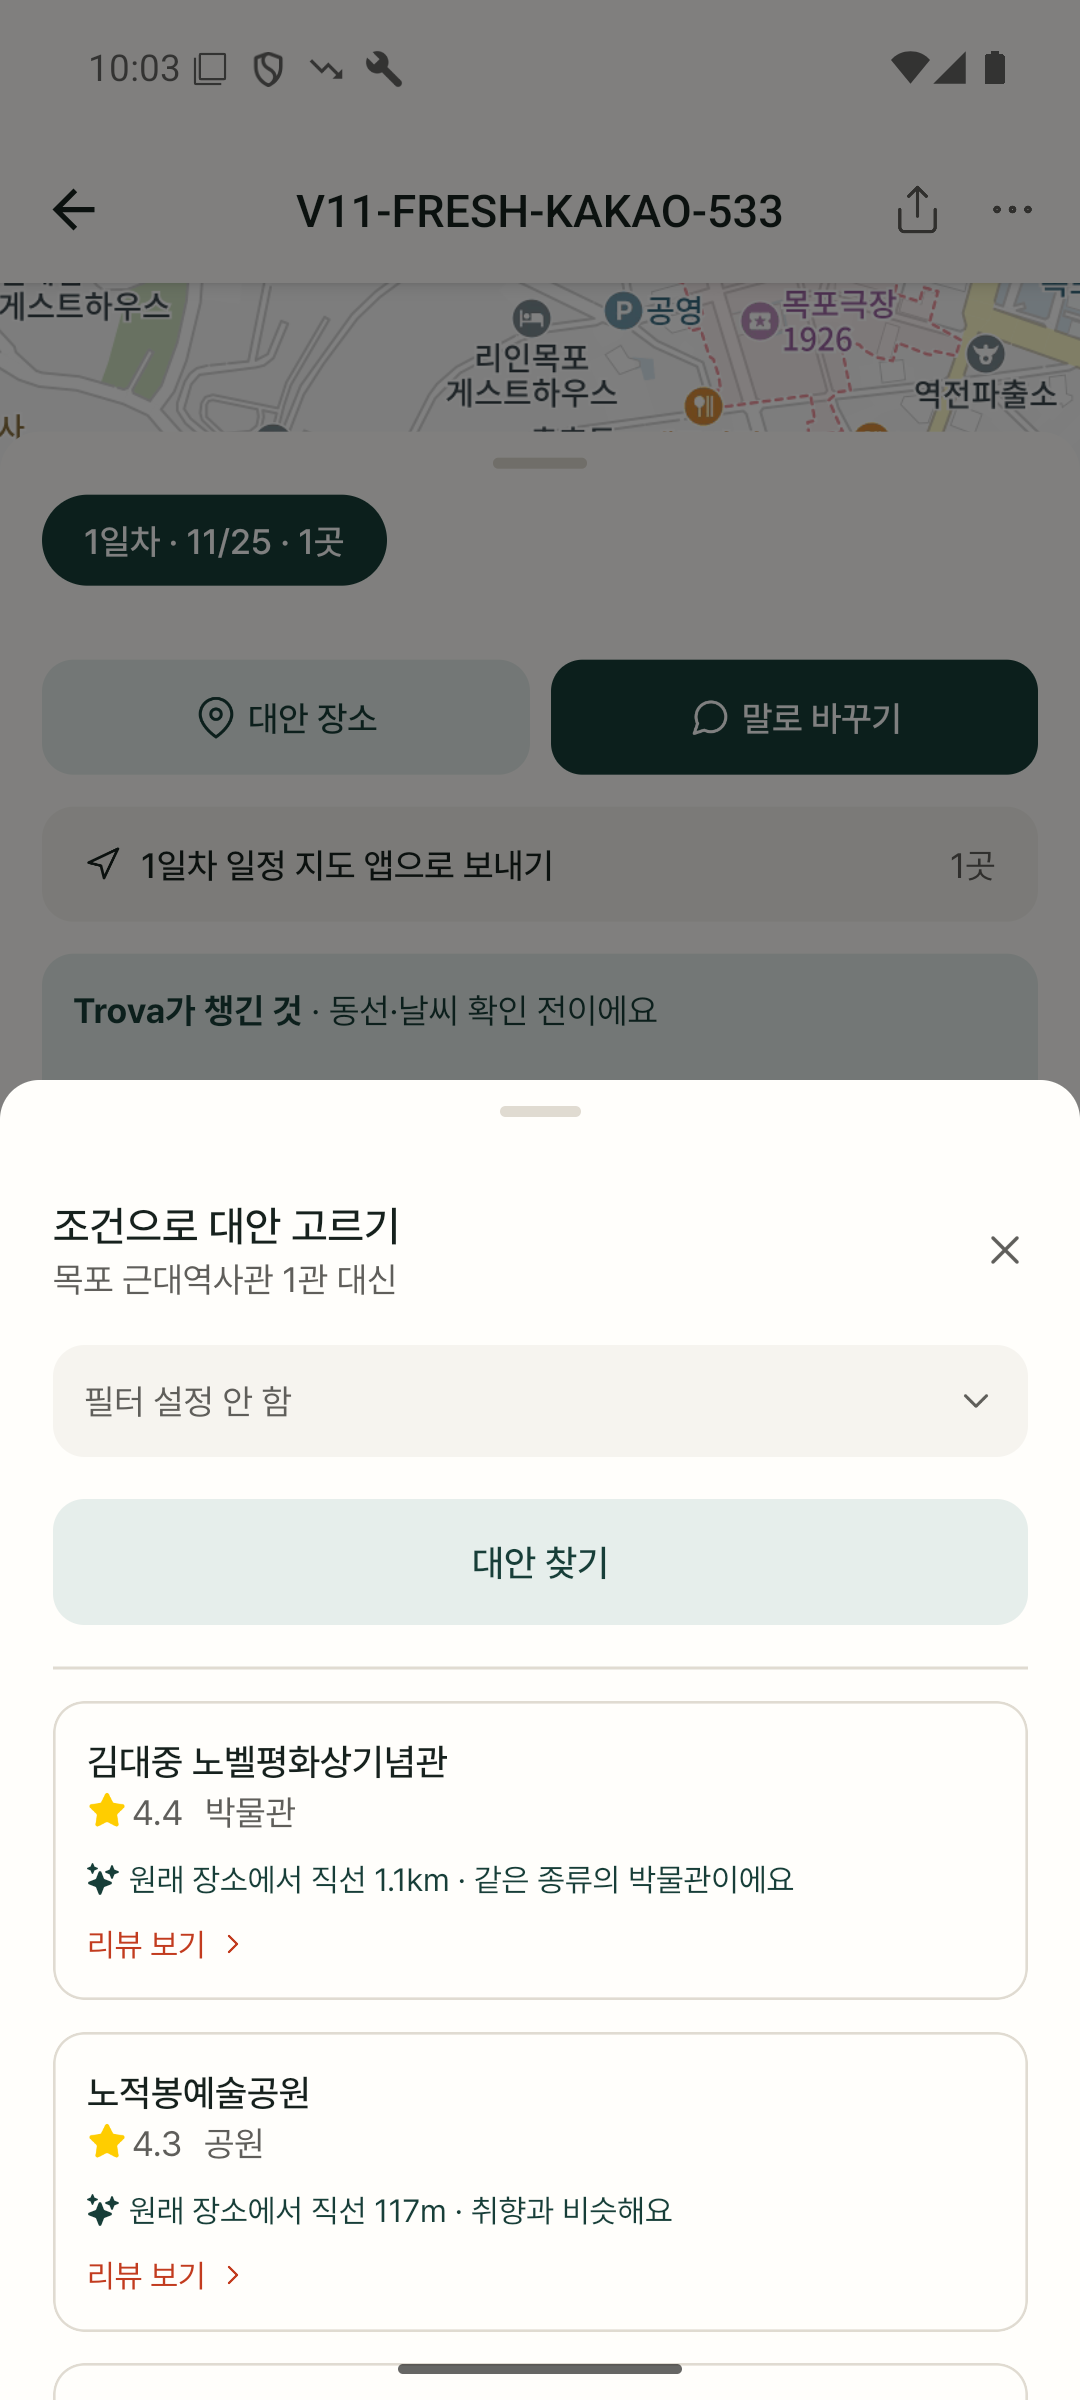 10:03
V11-FRESH-KAKAO-533
게스트하우스
공영
목포극장
1926
리인목포
게스트하우스
역전파출소
사
1일차 · 11/25 · 1곳
대안 장소
말로 바꾸기
1일차 일정 지도 앱으로 보내기
1곳
Trova가 챙긴 것 · 동선·날씨 확인 전이에요
조건으로 대안 고르기
목포 근대역사관 1관 대신
필터 설정 안 함
대안 찾기
김대중 노벨평화상기념관
4.4 박물관
원래 장소에서 직선 1.1km · 같은 종류의 박물관이에요
리뷰 보기
노적봉예술공원
4.3 공원
원래 장소에서 직선 117m · 취향과 비슷해요
리뷰 보기